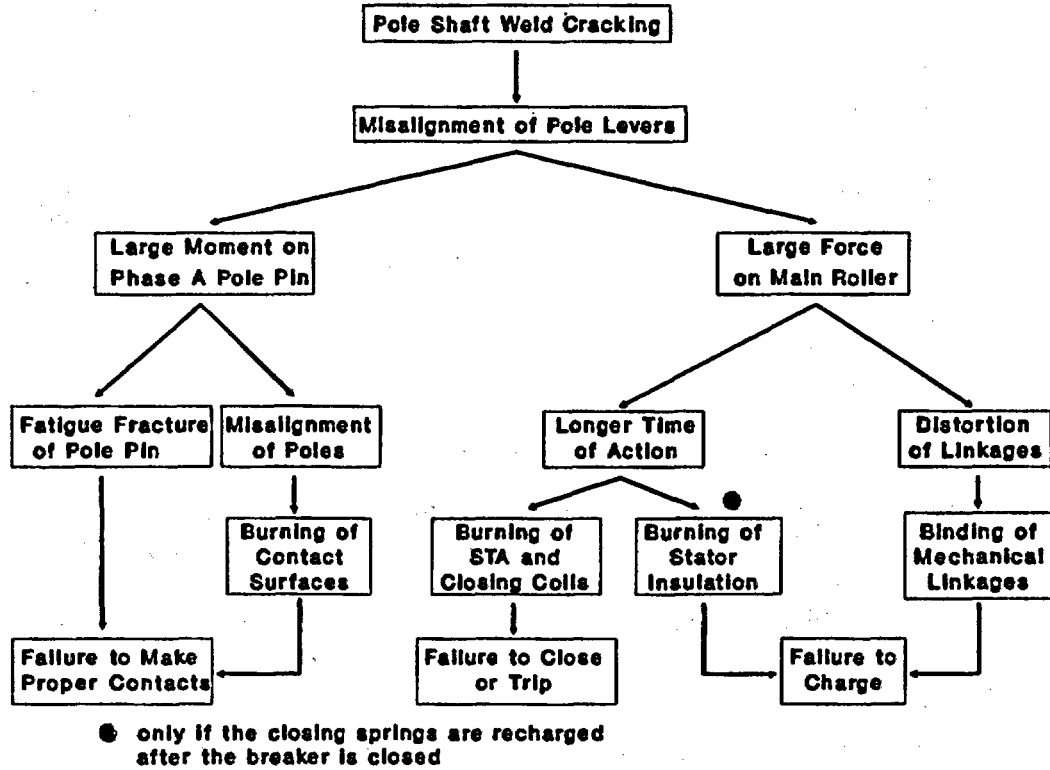 Pole Shaft Weld Cracking
Misalignment of Pole Levers
Large Moment on
Phase A Pole Pin
Large Force
on Main Roller
Fatigue Fracture
of Pole Pin
Misalignment
of Poles
Longer Time
of Action
Distortion
of Linkages
Burning of
Contact
Surfaces
Burning of
STA and
Closing Coils
Burning of
Stator
Insulation
Binding of
Mechanical
Linkages
Failure to Make
Proper Contacts
Failure to Close
or Trip
Failure to
Charge
● only if the closing springs are recharged
after the breaker is closed